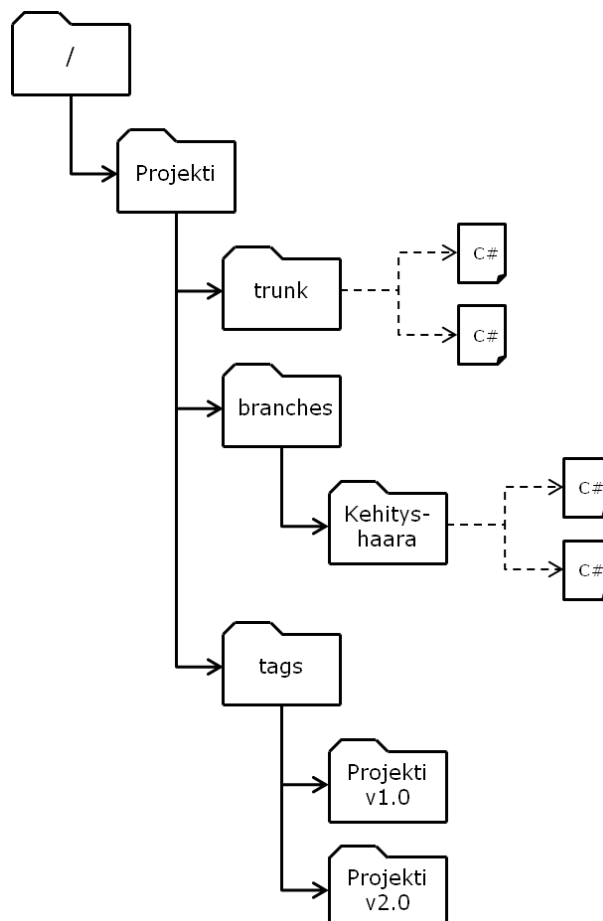 /
Projekti
trunk
C#
C#
branches
Kehitys-
haara
C#
C#
tags
Projekti
v1.0
Projekti
v2.0